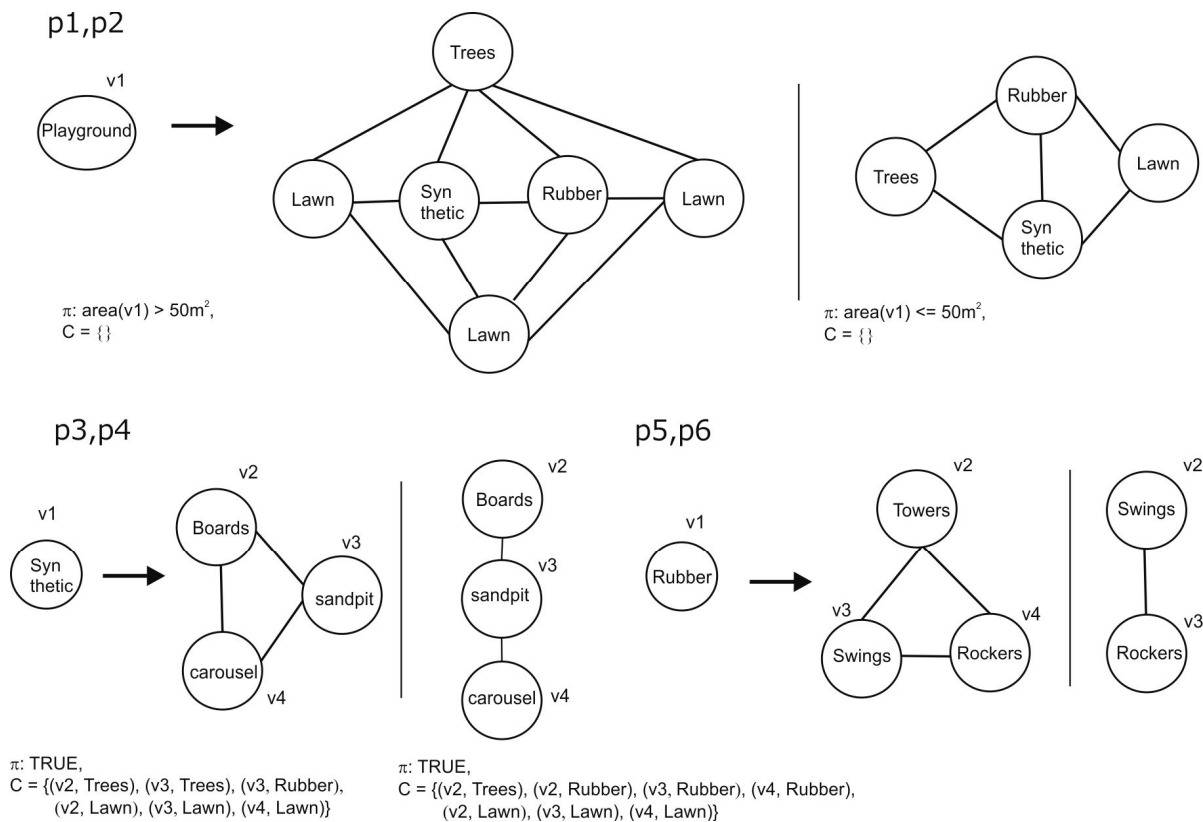 p1,p2
v1
Playground
Trees
Lawn
Syn
thetic
Rubber
Lawn
Lawn
π: area(v1) > 50m²,
C = {}
Rubber
Trees
Lawn
Syn
thetic
π: area(v1) <= 50m²,
C = {}
p3,p4
v1
Syn
thetic
v2
Boards
v3
sandpit
carousel
v4
v2
Boards
v3
sandpit
carousel
v4
π: TRUE,
C = {(v2, Trees), (v3, Trees), (v3, Rubber),
(v2, Lawn), (v3, Lawn), (v4, Lawn)}
π: TRUE,
C = {(v2, Trees), (v2, Rubber), (v3, Rubber), (v4, Rubber),
(v2, Lawn), (v3, Lawn), (v4, Lawn)}
p5,p6
v1
Rubber
v2
Towers
v3
Swings
v4
Rockers
v2
Swings
v3
Rockers